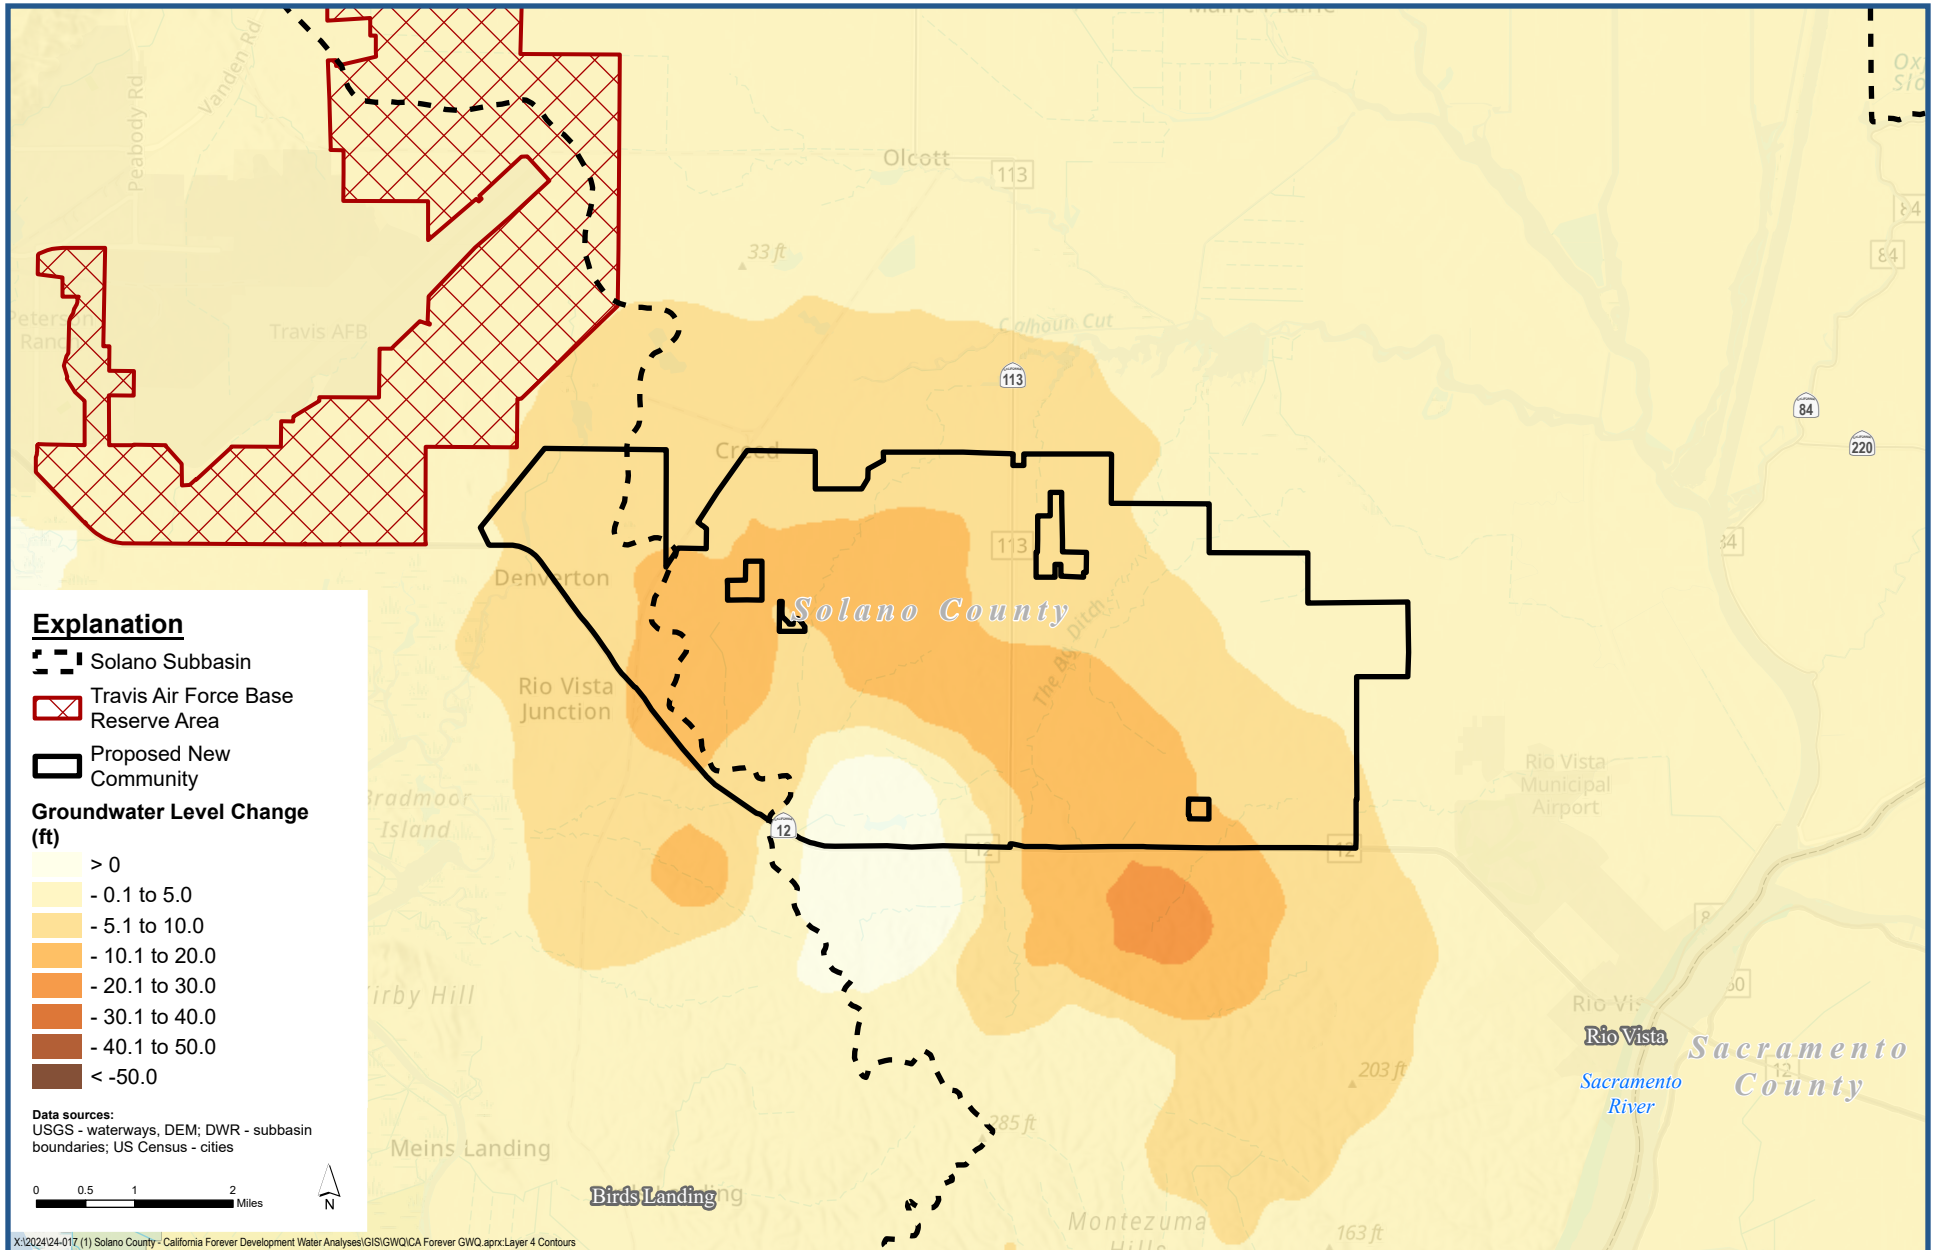 Maine Prairie
Vanden Rd
Peabody Rd
Olcott
113
84
84
33 ft
Peterson
Ranch
Travis AFB
Calhoun Cut
113
84
220
Creed
113
84
Denverton
Solano County
The Big Ditch
Rio Vista
Junction
Rio Vista
Municipal
Airport
Bradmoor
Island
12
12
12
Kirby Hill
Rio Vista
Sacramento
County
12
Sacramento
River
203 ft
285 ft
Meins Landing
Birds Landing
Montezuma
Hills
163 ft
Explanation
Solano Subbasin
Travis Air Force Base
Reserve Area
Proposed New
Community
Groundwater Level Change
(ft)
> 0
- 0.1 to 5.0
- 5.1 to 10.0
- 10.1 to 20.0
- 20.1 to 30.0
- 30.1 to 40.0
- 40.1 to 50.0
< -50.0
Data sources:
USGS - waterways, DEM; DWR - subbasin
boundaries; US Census - cities
0 0.5 1 2
Miles
N
X:\2024\24-017 (1) Solano County - California Forever Development Water Analyses\GIS\GWQ\CA Forever GWQ.aprx:Layer 4 Contours